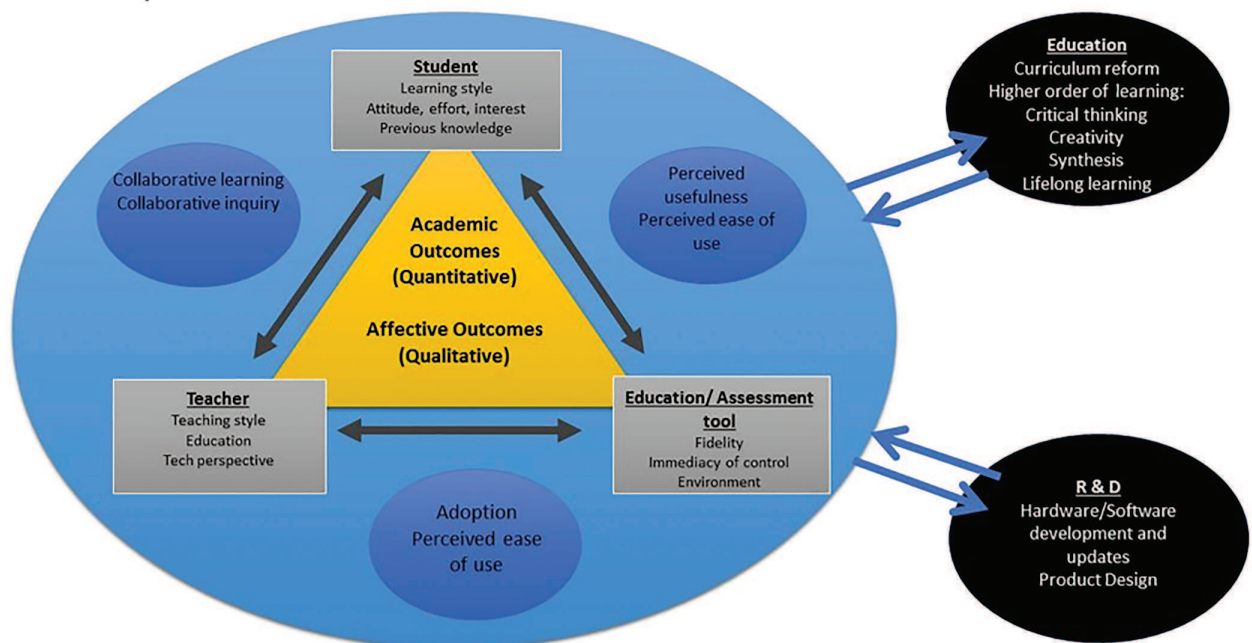 Student
Learning style
Attitude, effort, interest
Previous knowledge
Collaborative learning
Collaborative inquiry
Perceived
usefulness
Perceived ease of
use
Academic
Outcomes
(Quantitative)
Affective Outcomes
(Qualitative)
Teacher
Teaching style
Education
Tech perspective
Education/ Assessment
tool
Fidelity
Immediacy of control
Environment
Adoption
Perceived ease
of use
Education
Curriculum reform
Higher order of learning:
Critical thinking
Creativity
Synthesis
Lifelong learning
R & D
Hardware/Software
development and
updates
Product Design